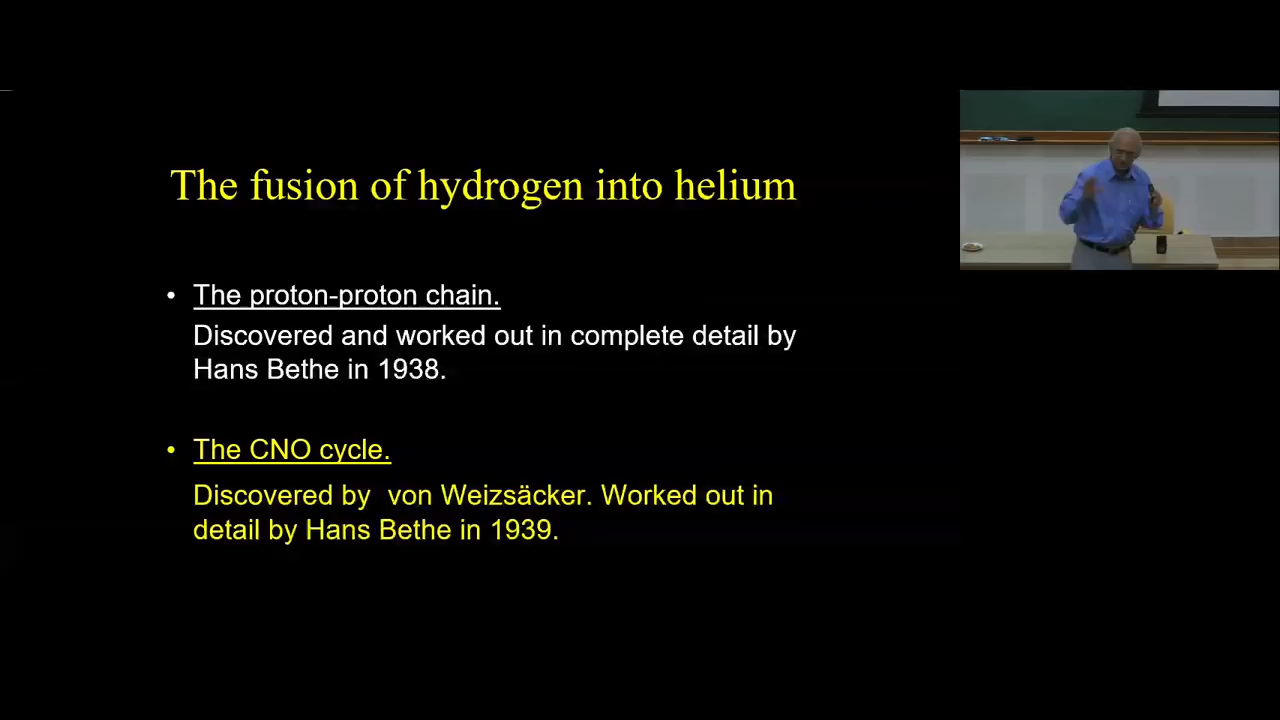 The fusion of hydrogen into helium
• The proton-proton chain.
Discovered and worked out in complete detail by
Hans Bethe in 1938.
• The CNO cycle.
Discovered by von Weizsäcker. Worked out in
detail by Hans Bethe in 1939.